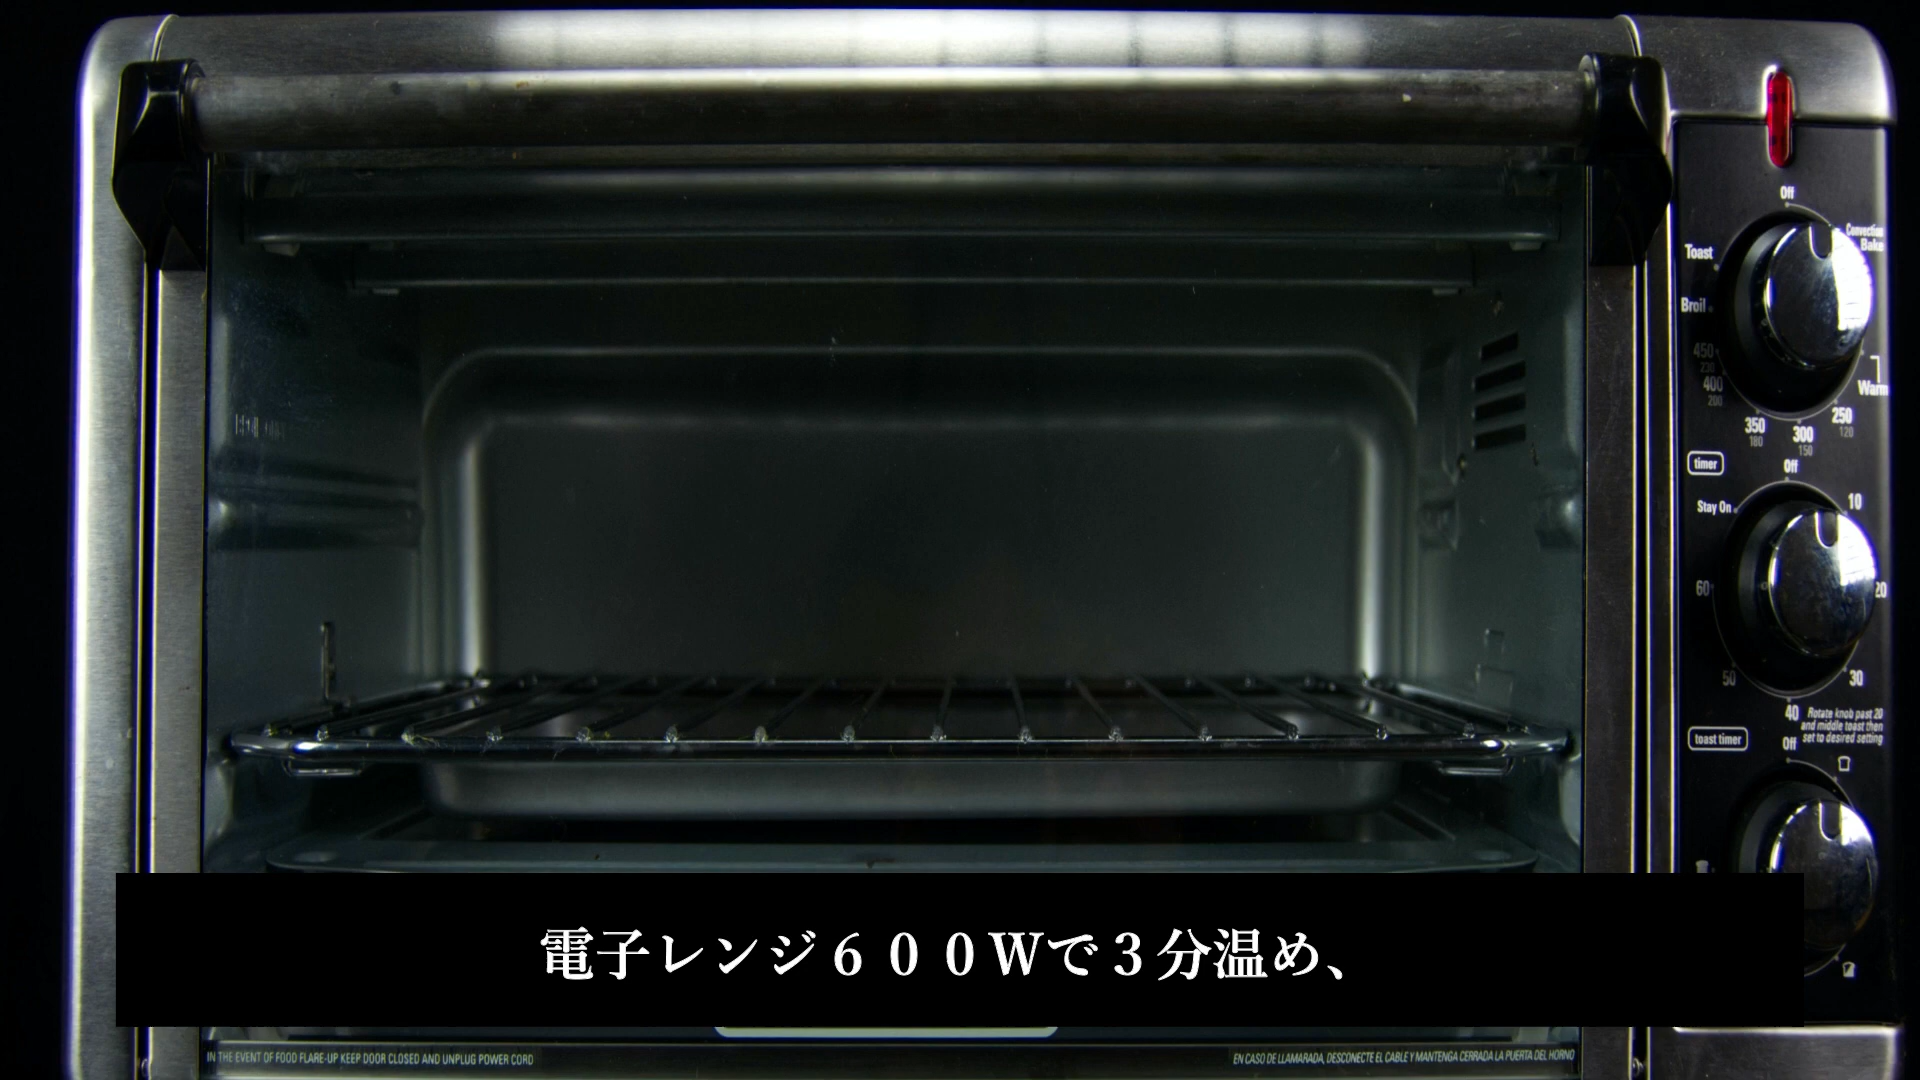 Off
Convection
Bake
Toast
Broil
450
230
400
200
Warm
250
120
350
180
300
150
timer
Off
Stay On
10
60
20
50
30
40
Rotate knob past 20
and middle toast then
set to desired setting
toast timer
Off
電子レンジ６００Wで３分温め、
IN THE EVENT OF FOOD FLARE-UP KEEP DOOR CLOSED AND UNPLUG POWER CORD
EN CASO DE LLAMARADA, DESCONECTE EL CABLE Y MANTENGA CERRADA LA PUERTA DEL HORNO